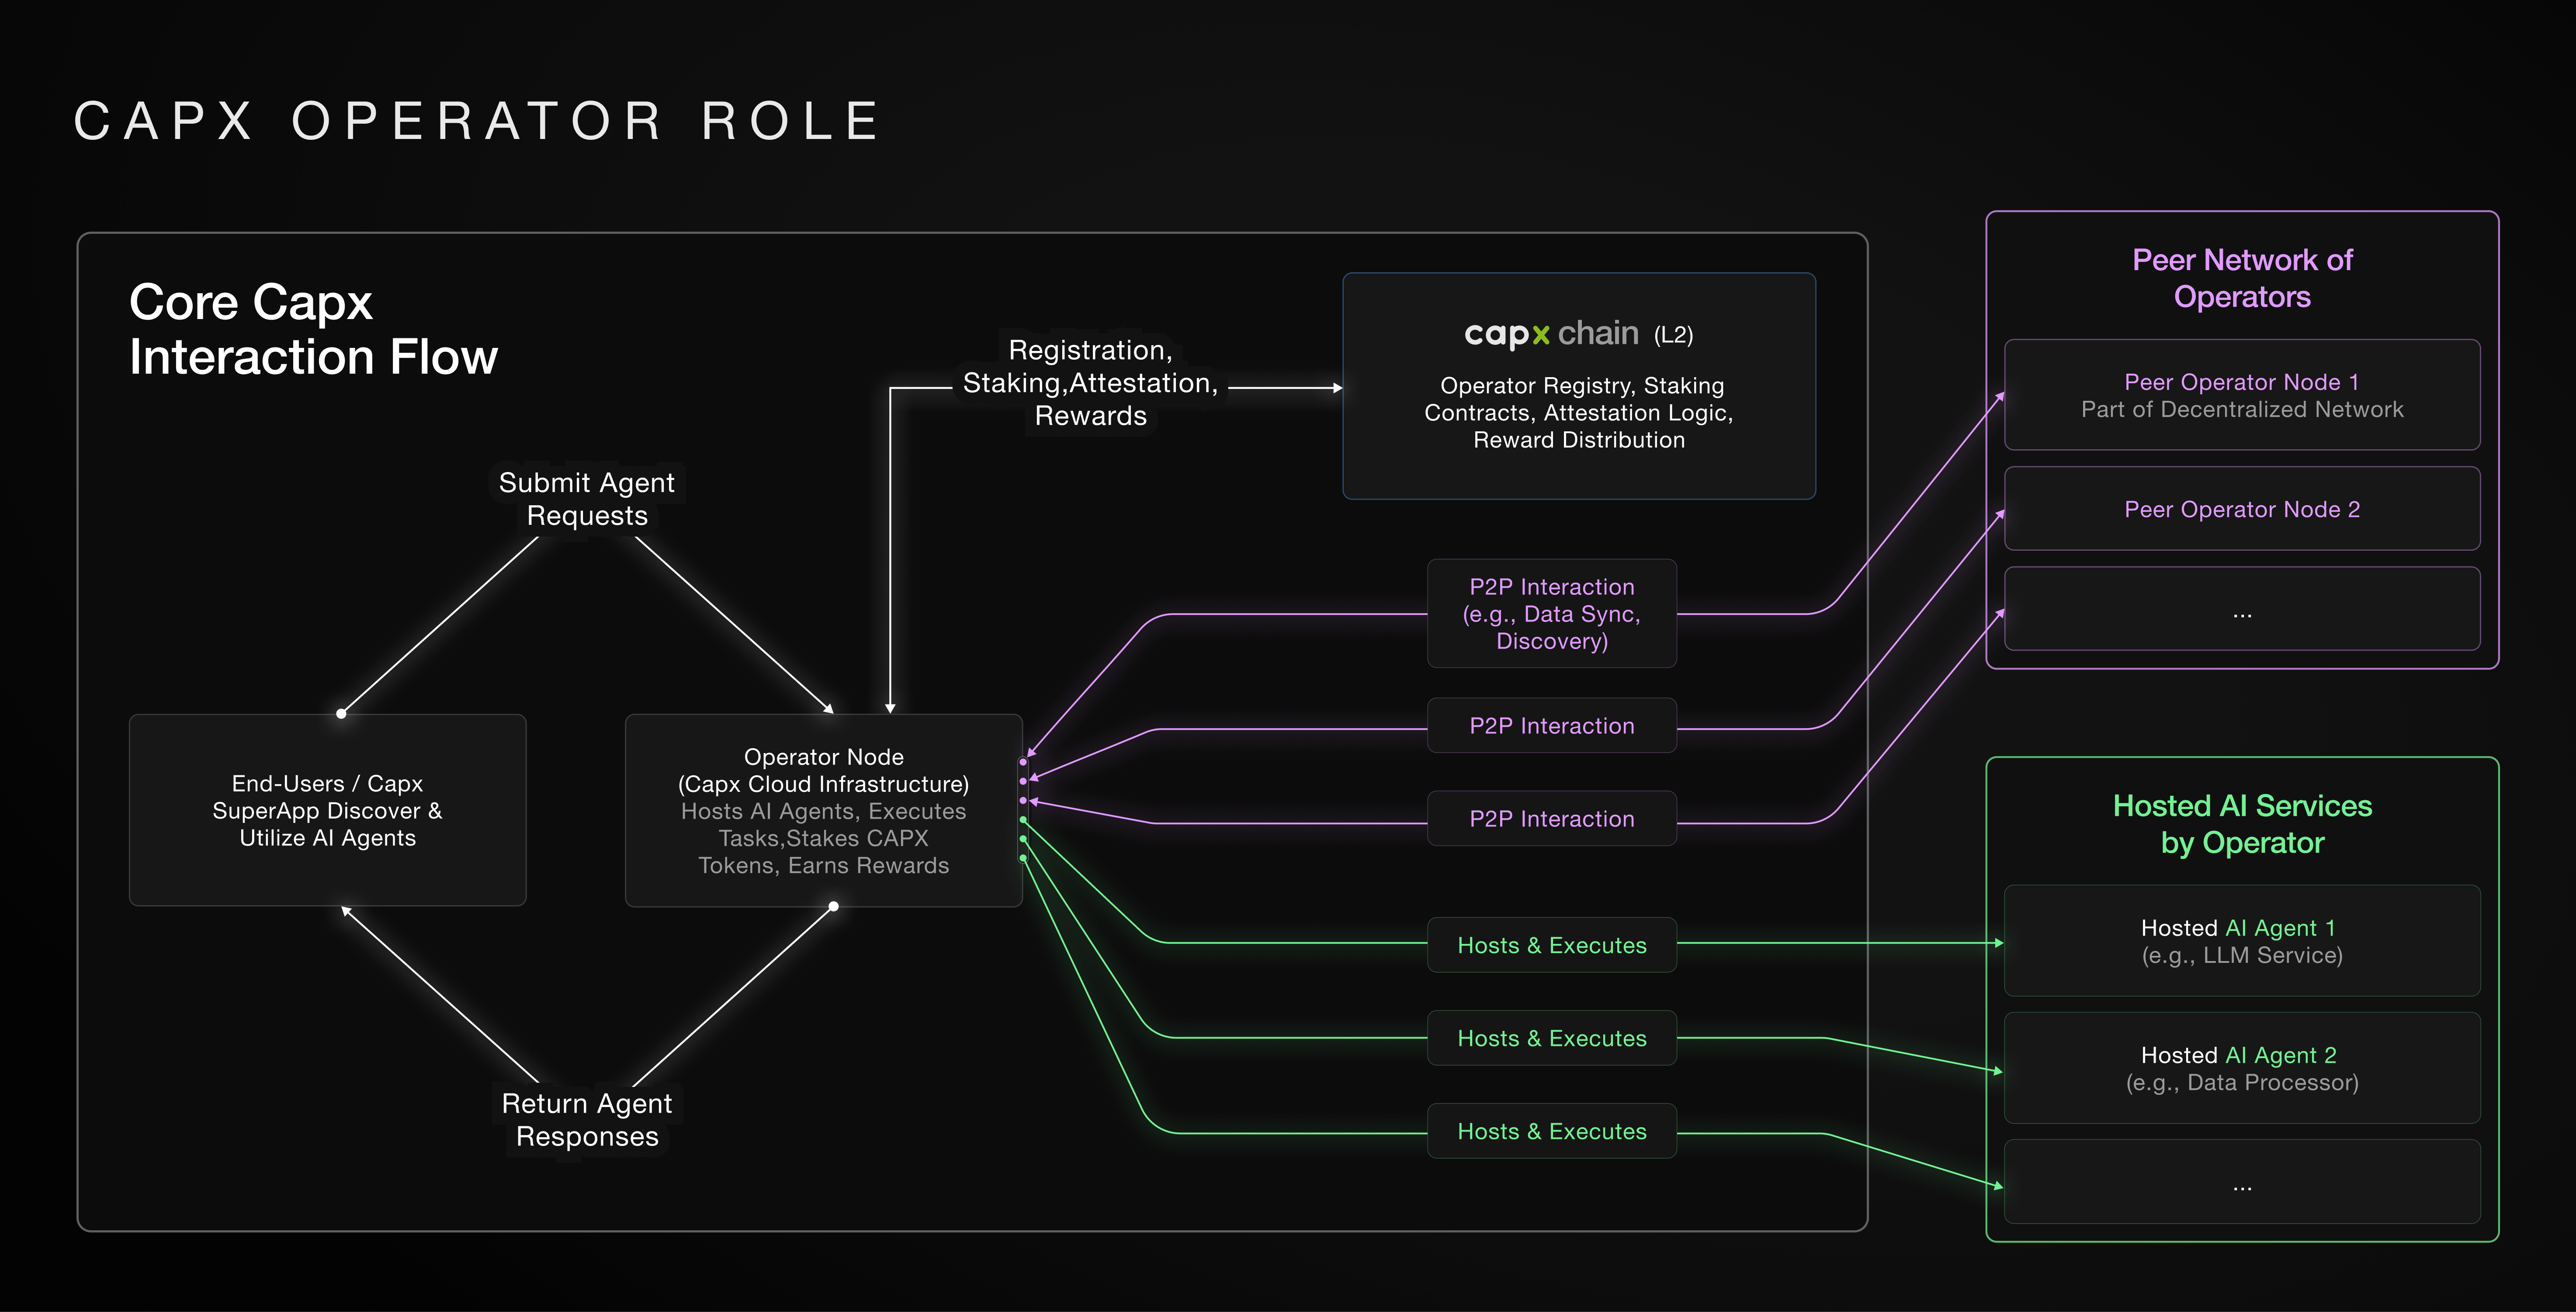 CAPX OPERATOR ROLE
Core Capx
Interaction Flow
Registration,
Staking,Attestation,
Rewards
capx chain (L2)
Operator Registry, Staking
Contracts, Attestation Logic,
Reward Distribution
Submit Agent
Requests
End-Users / Capx
SuperApp Discover &
Utilize AI Agents
Operator Node
(Capx Cloud Infrastructure)
Hosts AI Agents, Executes
Tasks,Stakes CAPX
Tokens, Earns Rewards
Return Agent
Responses
P2P Interaction
(e.g., Data Sync,
Discovery)
P2P Interaction
P2P Interaction
Hosts & Executes
Hosts & Executes
Hosts & Executes
Peer Network of
Operators
Peer Operator Node 1
Part of Decentralized Network
Peer Operator Node 2
...
Hosted AI Services
by Operator
Hosted AI Agent 1
(e.g., LLM Service)
Hosted AI Agent 2
(e.g., Data Processor)
...